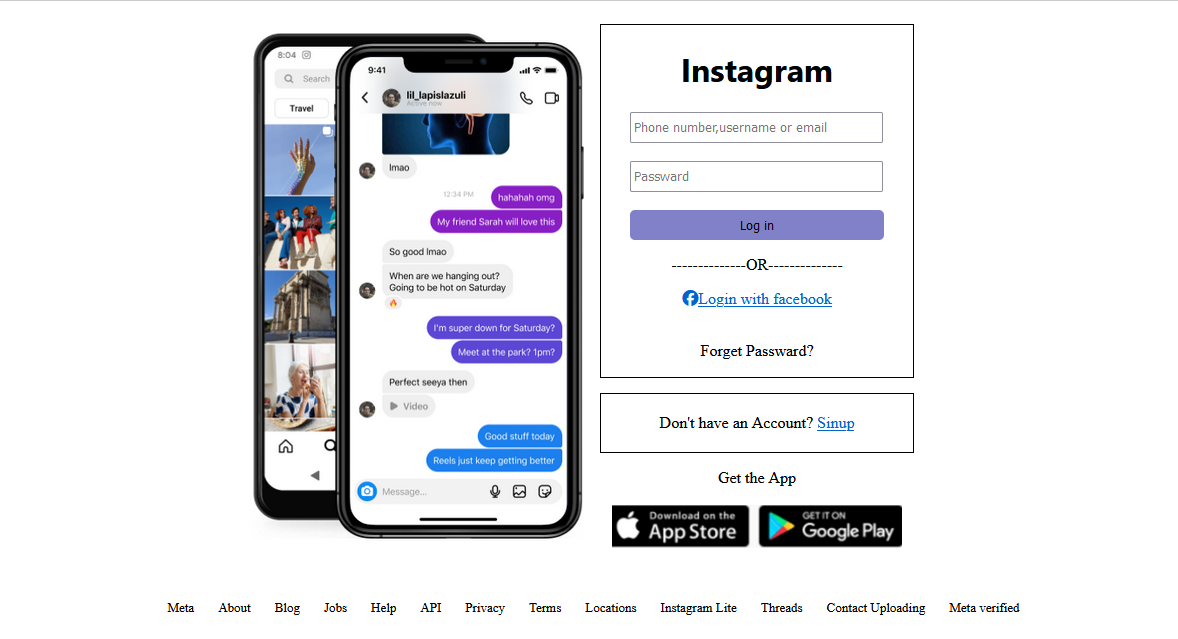 8:04
Search
Travel
9:41
lil_lapislazuli
Active now
lmao
12:34 PM
hahahah omg
My friend Sarah will love this
So good lmao
When are we hanging out?
Going to be hot on Saturday
I'm super down for Saturday?
Meet at the park? 1pm?
Perfect seeya then
Video
Good stuff today
Reels just keep getting better
Message...
Instagram
Phone number,username or email
Password
Log in
--------------OR--------------
Login with facebook
Forget Password?
Don't have an Account? Sinup
Get the App
Download on the
App Store
GET IT ON
Google Play
Meta About Blog Jobs Help API Privacy Terms Locations Instagram Lite Threads Contact Uploading Meta verified